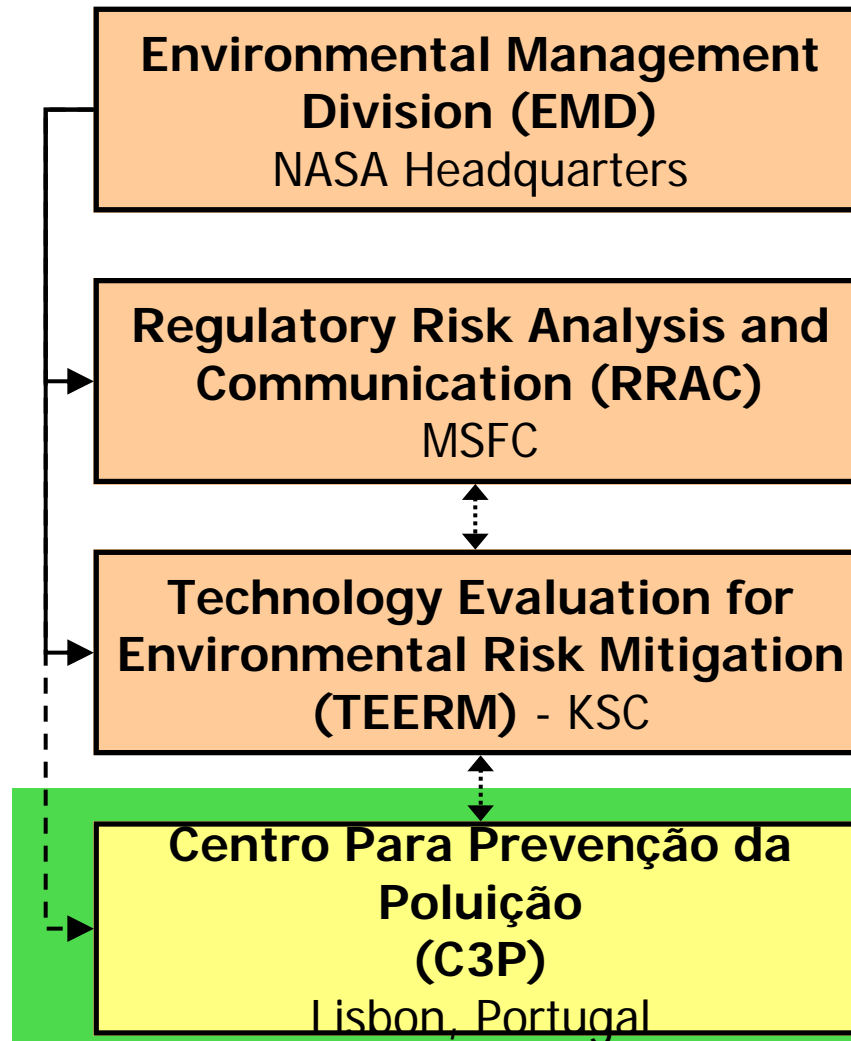 Environmental Management
Division (EMD)
NASA Headquarters
Regulatory Risk Analysis and
Communication (RRAC)
MSFC
Technology Evaluation for
Environmental Risk Mitigation
(TEERM) - KSC
Centro Para Prevenção da
Poluição
(C3P)
Lisbon, Portugal